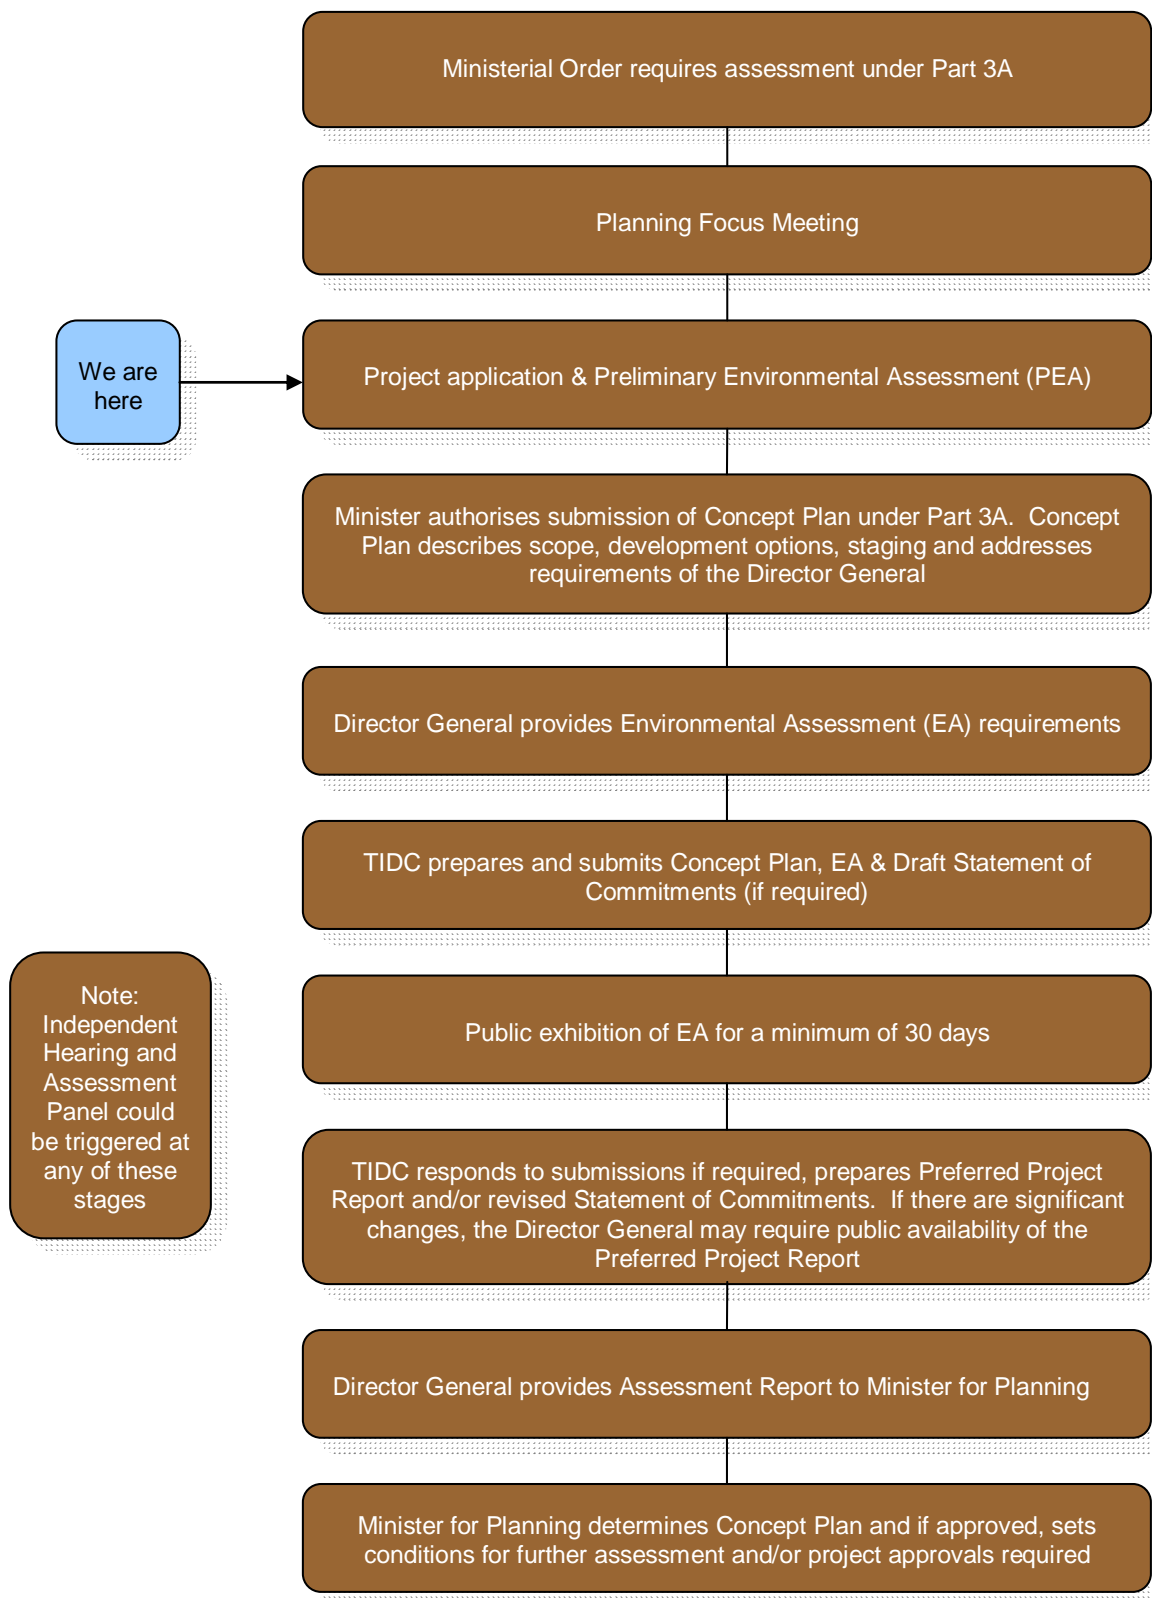 Ministerial Order requires assessment under Part 3A
Planning Focus Meeting
We are
here
Project application & Preliminary Environmental Assessment (PEA)
Minister authorises submission of Concept Plan under Part 3A.  Concept
Plan describes scope, development options, staging and addresses
requirements of the Director General
Director General provides Environmental Assessment (EA) requirements
TIDC prepares and submits Concept Plan, EA & Draft Statement of
Commitments (if required)
Note:
Independent
Hearing and
Assessment
Panel could
be triggered at
any of these
stages
Public exhibition of EA for a minimum of 30 days
TIDC responds to submissions if required, prepares Preferred Project
Report and/or revised Statement of Commitments.  If there are significant
changes, the Director General may require public availability of the
Preferred Project Report
Director General provides Assessment Report to Minister for Planning
Minister for Planning determines Concept Plan and if approved, sets
conditions for further assessment and/or project approvals required